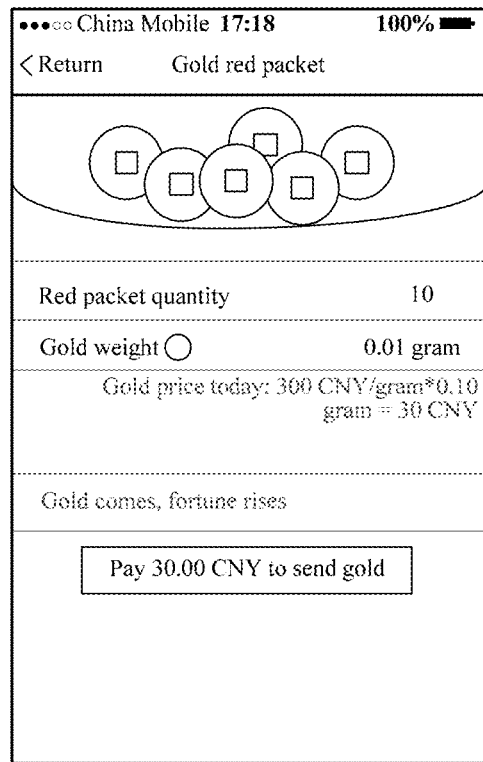 China Mobile 17:18 100%
< Return Gold red packet
Red packet quantity 10
Gold weight 0.01 gram
Gold price today: 300 CNY/gram*0.10
gram = 30 CNY
Gold comes, fortune rises
Pay 30.00 CNY to send gold